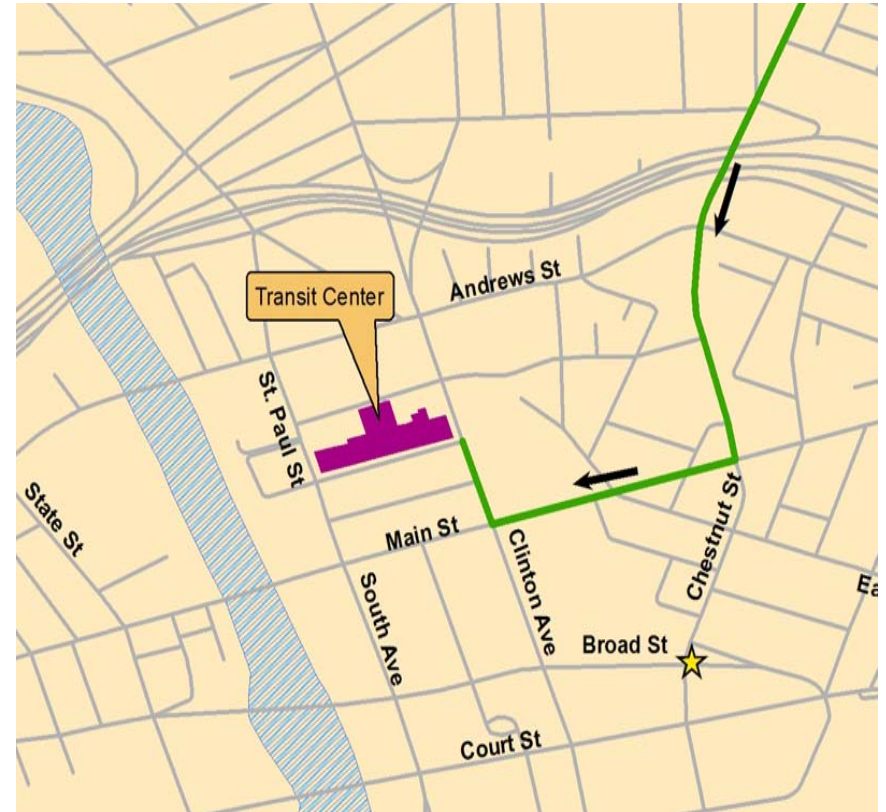 Andrews St
Transit Center
St. Paul St
State St
Main St
Chestnut St
Clinton Ave
South Ave
Ea
Broad St
Court St